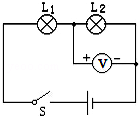 L₁ L₂
+ V -
S